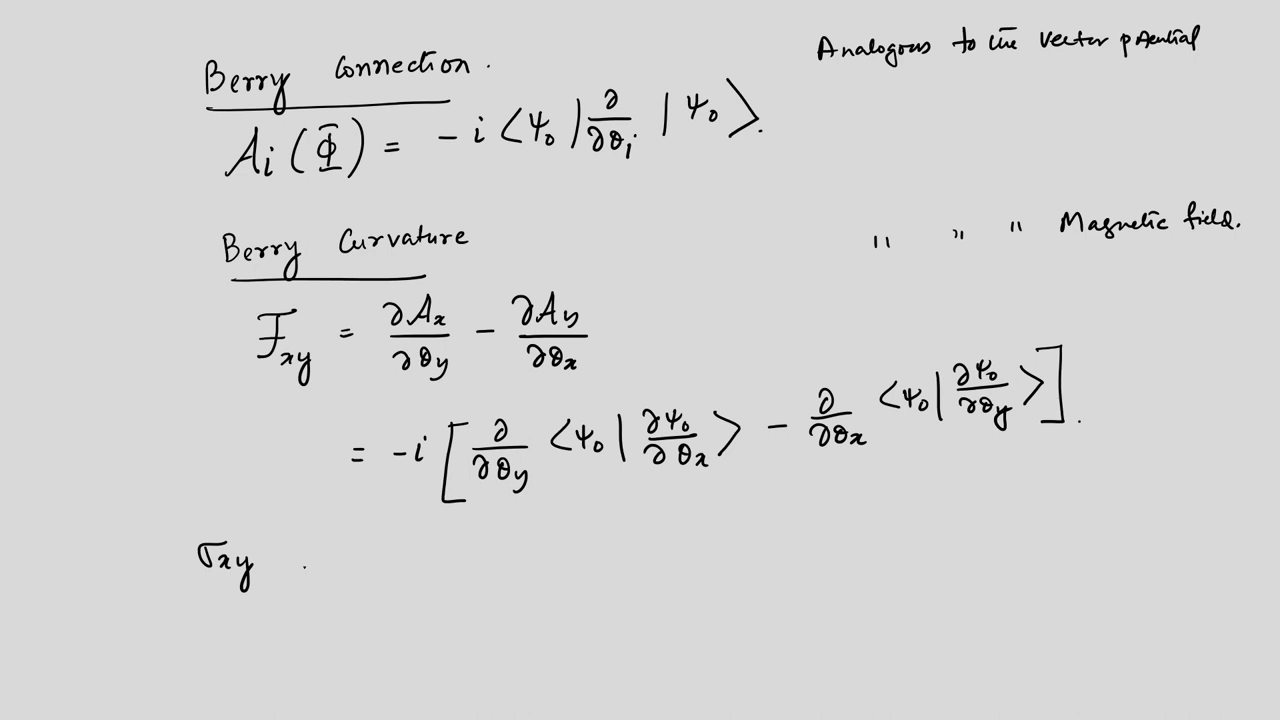 Analogous to the vector potential
Berry Connection.
Ai(Φ) = -i <ψ₀| ∂/∂θᵢ |ψ₀>.
Berry Curvature
" " " Magnetic field.
ℱxy = ∂Ax/∂θy - ∂Ay/∂θx
= -i [ ∂/∂θy <ψ₀| ∂ψ₀/∂θx > - ∂/∂θx <ψ₀| ∂ψ₀/∂θy > ].
σxy